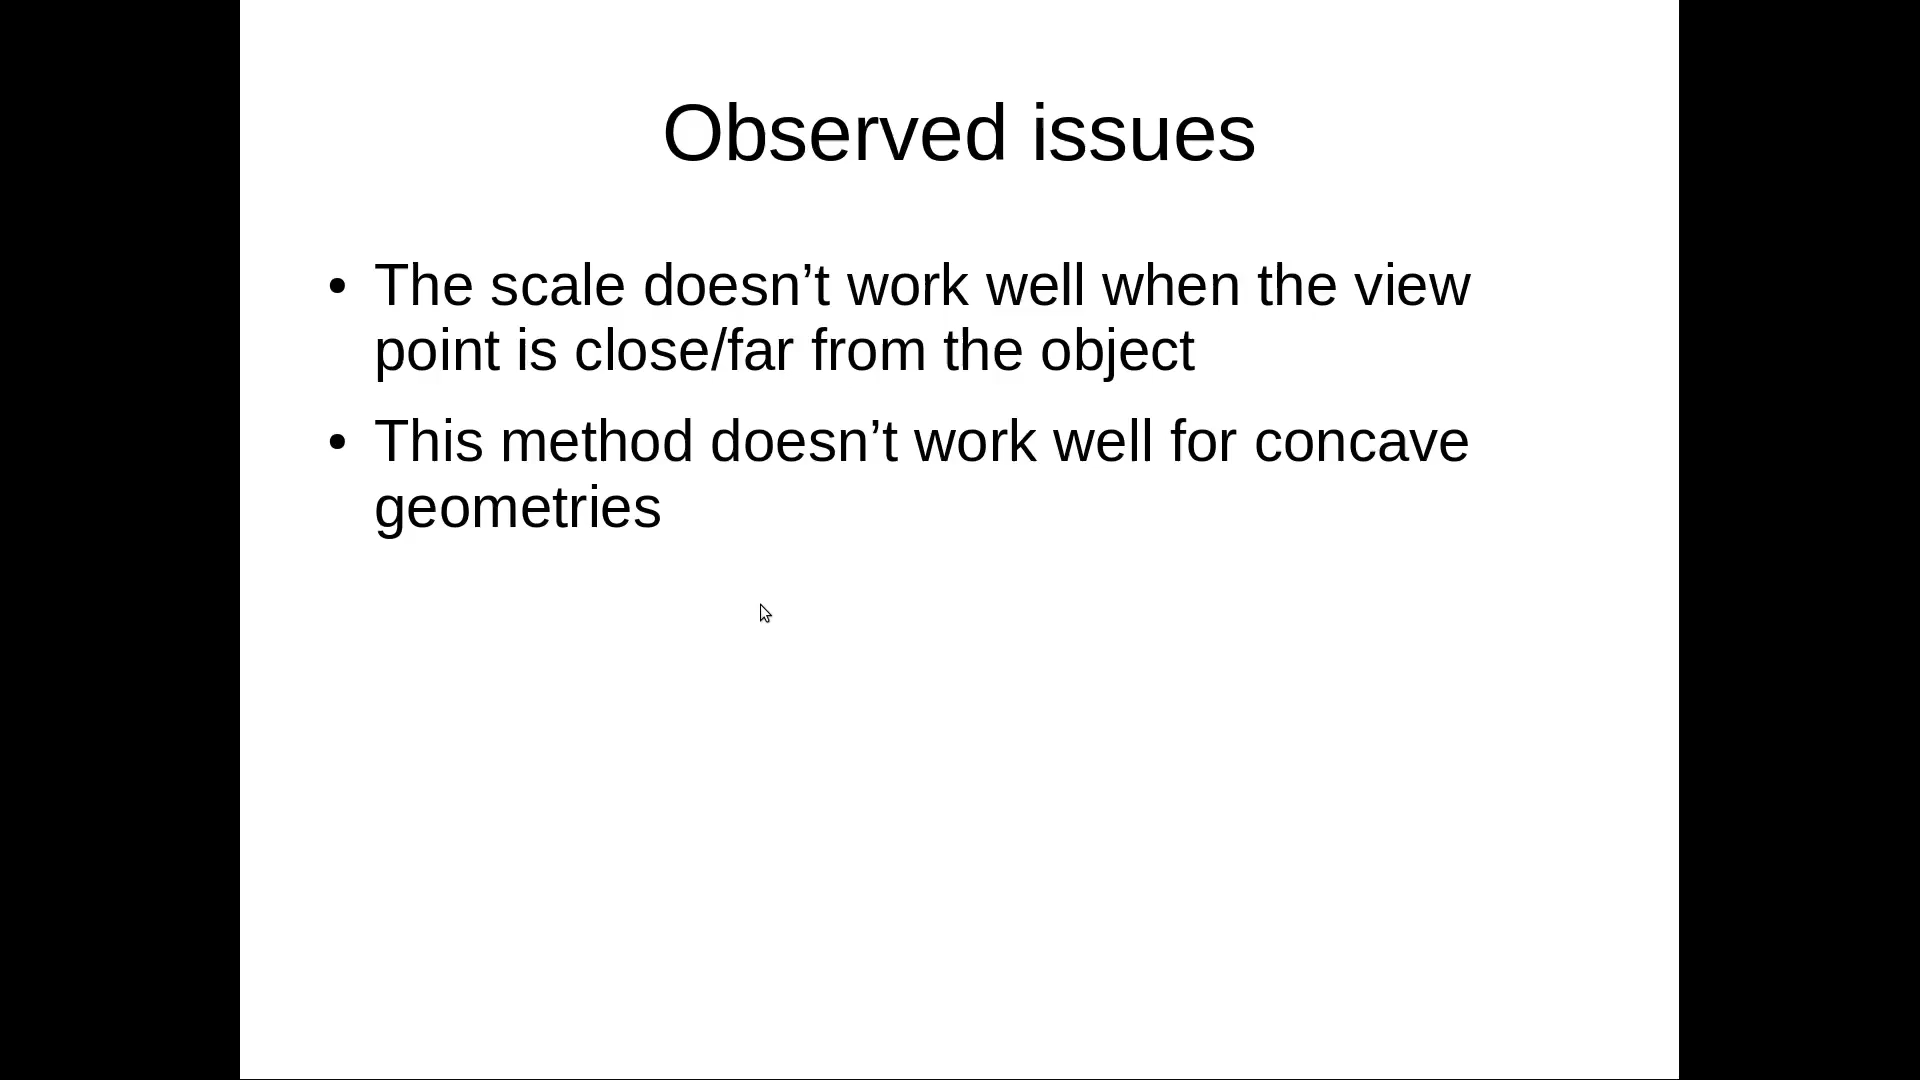 Observed issues
• The scale doesn’t work well when the view
point is close/far from the object
• This method doesn’t work well for concave
geometries